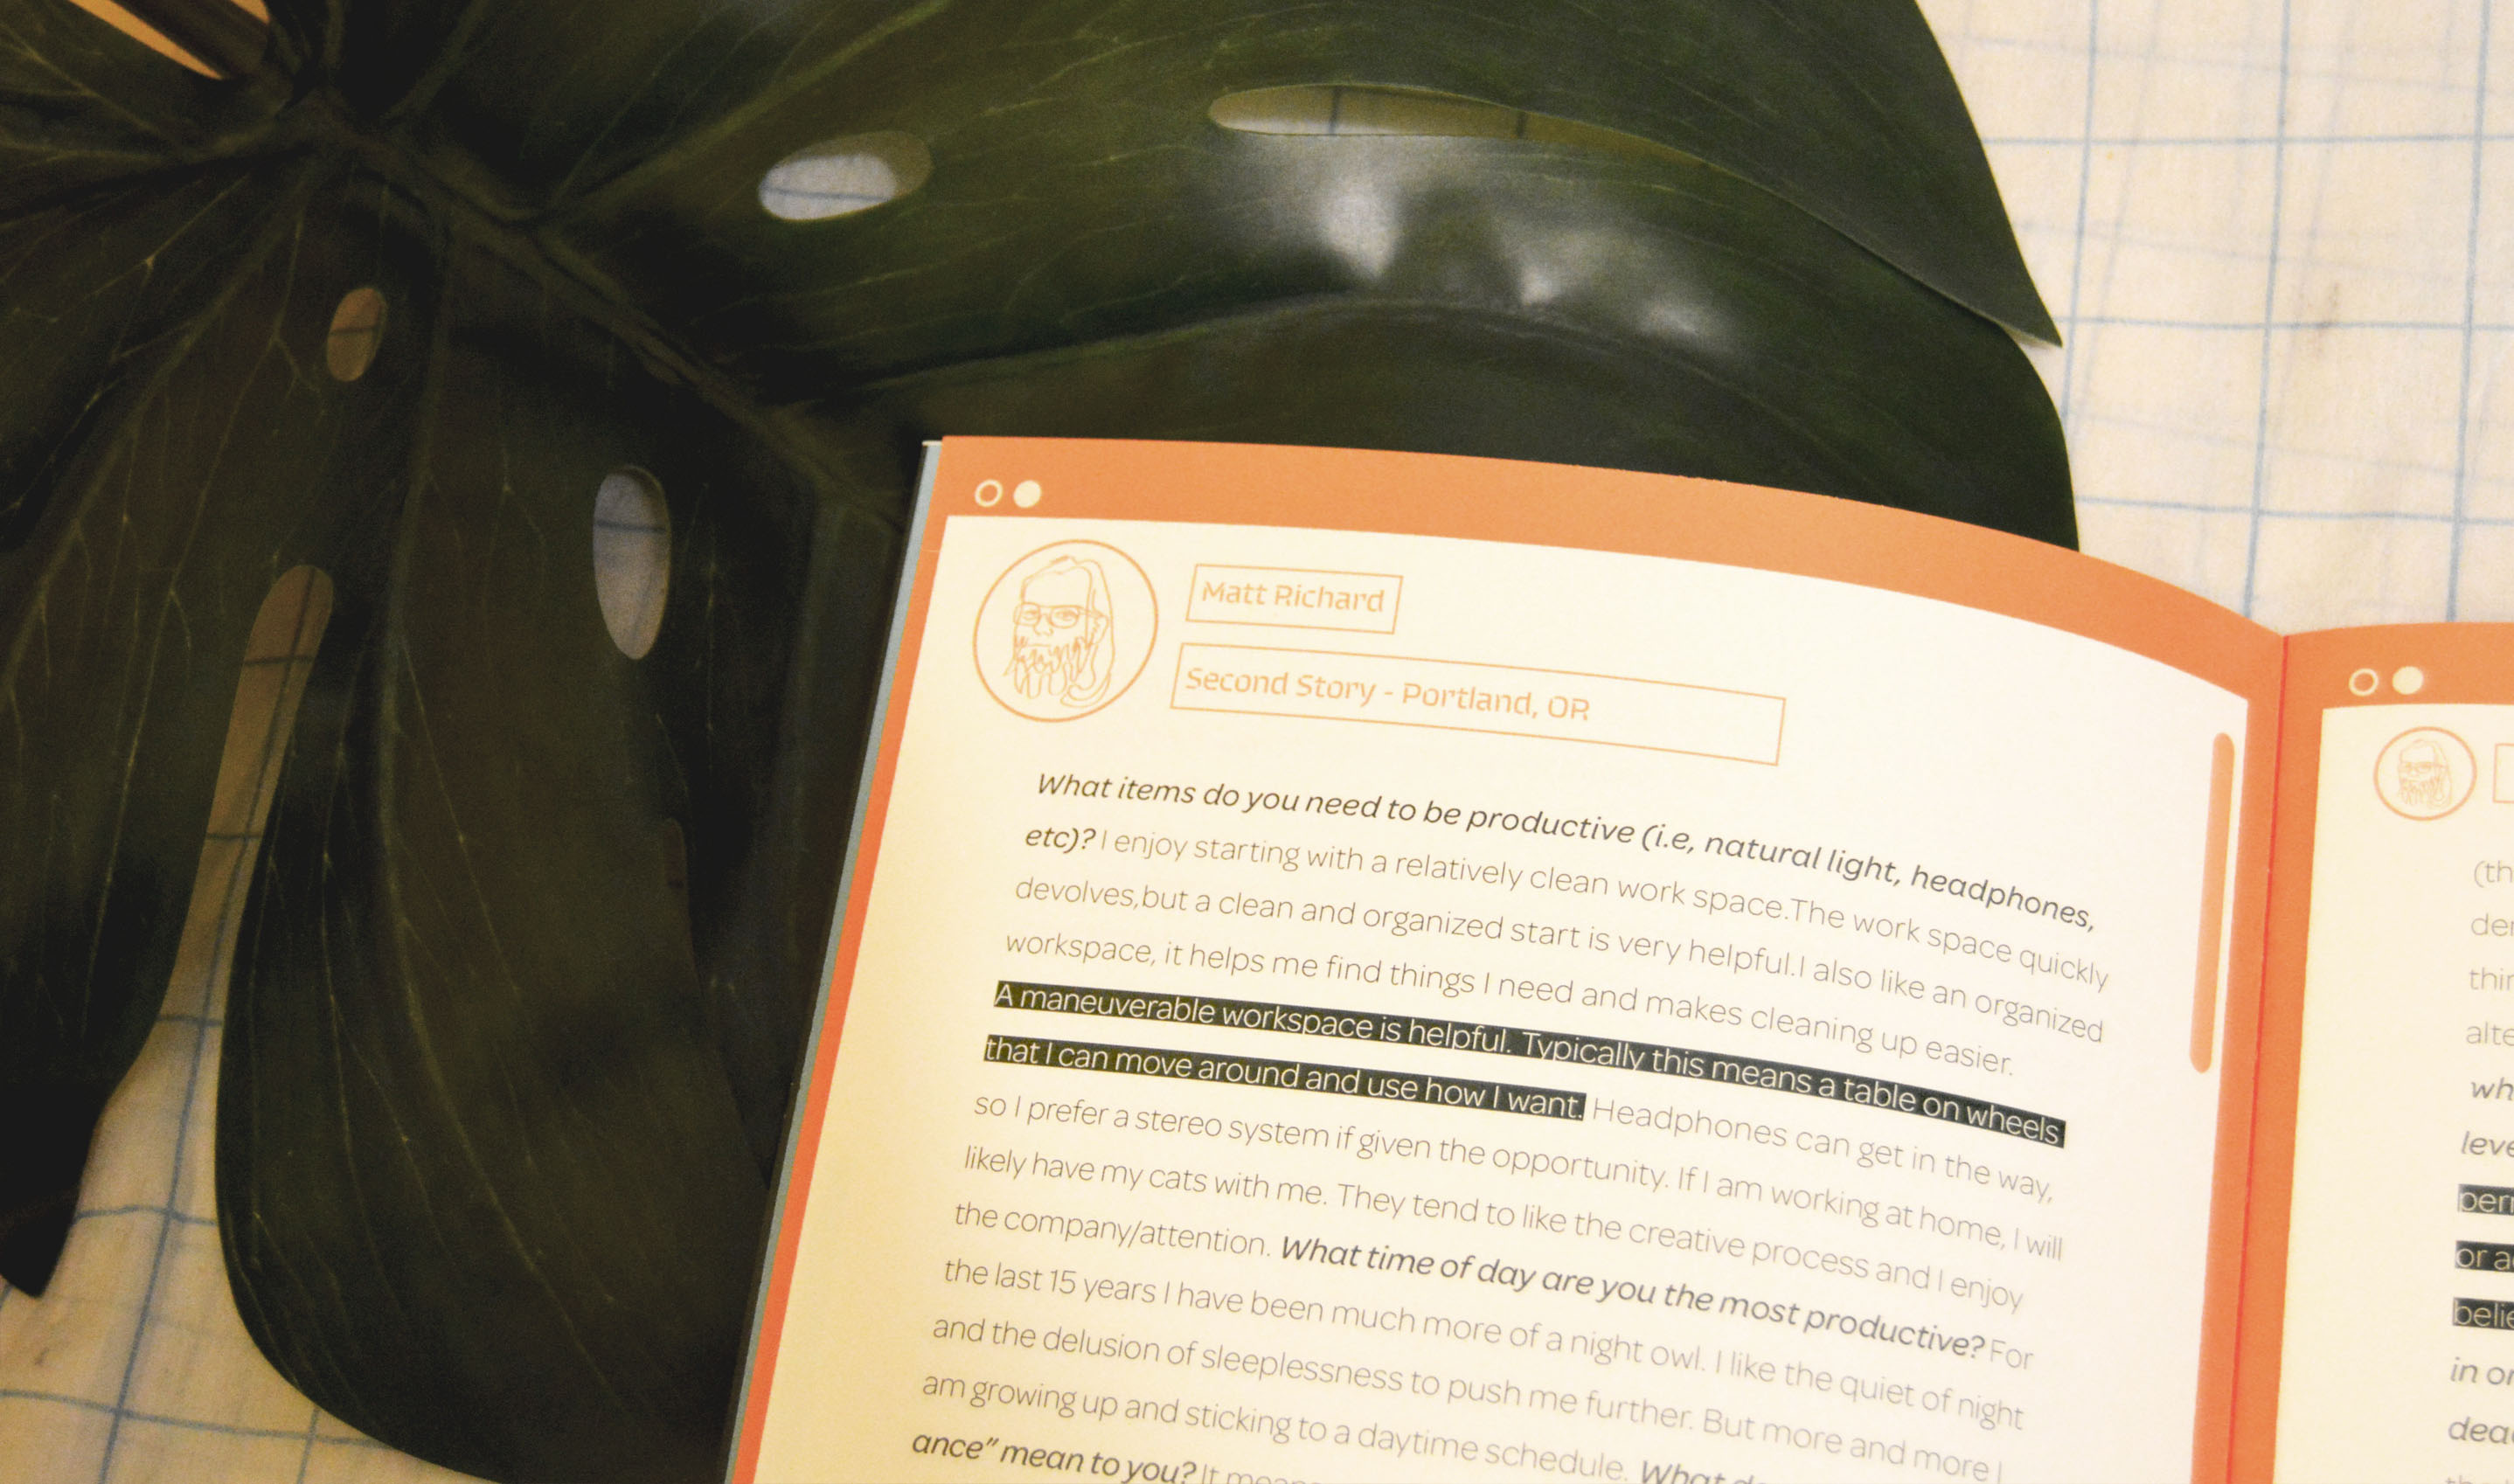 Matt Richard
Second Story - Portland, OR
What items do you need to be productive (i.e, natural light, headphones,
etc)? I enjoy starting with a relatively clean work space.The work space quickly
devolves,but a clean and organized start is very helpful.I also like an organized
workspace, it helps me find things I need and makes cleaning up easier.
A maneuverable workspace is helpful. Typically this means a table on wheels
that I can move around and use how I want. Headphones can get in the way,
so I prefer a stereo system if given the opportunity. If I am working at home, I will
likely have my cats with me. They tend to like the creative process and I enjoy
the company/attention. What time of day are you the most productive? For
the last 15 years I have been much more of a night owl. I like the quiet of night
and the delusion of sleeplessness to push me further. But more and more I
am growing up and sticking to a daytime schedule. What
ance" mean to you? It
(th
alte
wh
leve
or
in